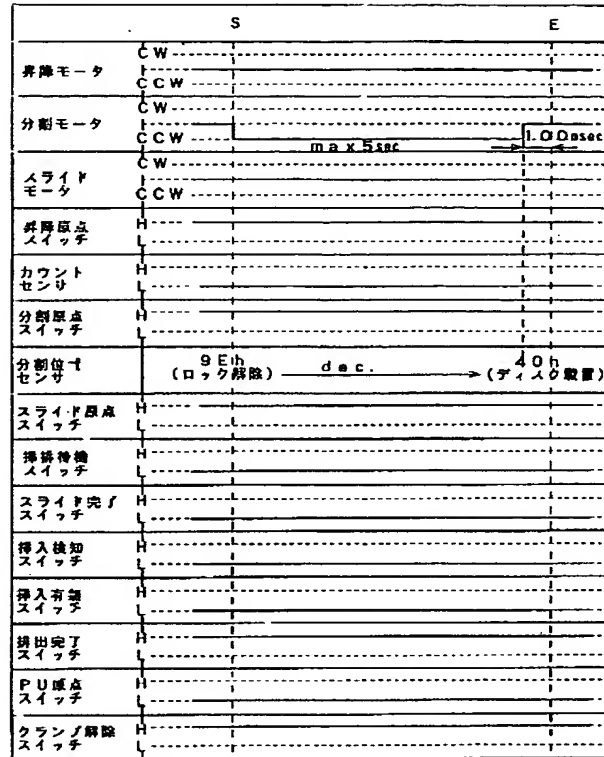 S E
昇降モータ CW
CCW
分割モータ CW
CCW max 5sec 100msec
スライド
モータ CW
CCW
昇降原点
スイッチ H
L
カウント
センサ H
L
分割原点
スイッチ H
L
分割位置
センサ 9Eh dec. 40h
(ロック解除) (ディスク載置)
スライド原点
スイッチ H
L
挿排待機
スイッチ H
L
スライド完了
スイッチ H
L
挿入検知
スイッチ H
L
挿入有無
スイッチ H
L
排出完了
スイッチ H
L
PU原点
スイッチ H
L
クランプ解除
スイッチ H
L